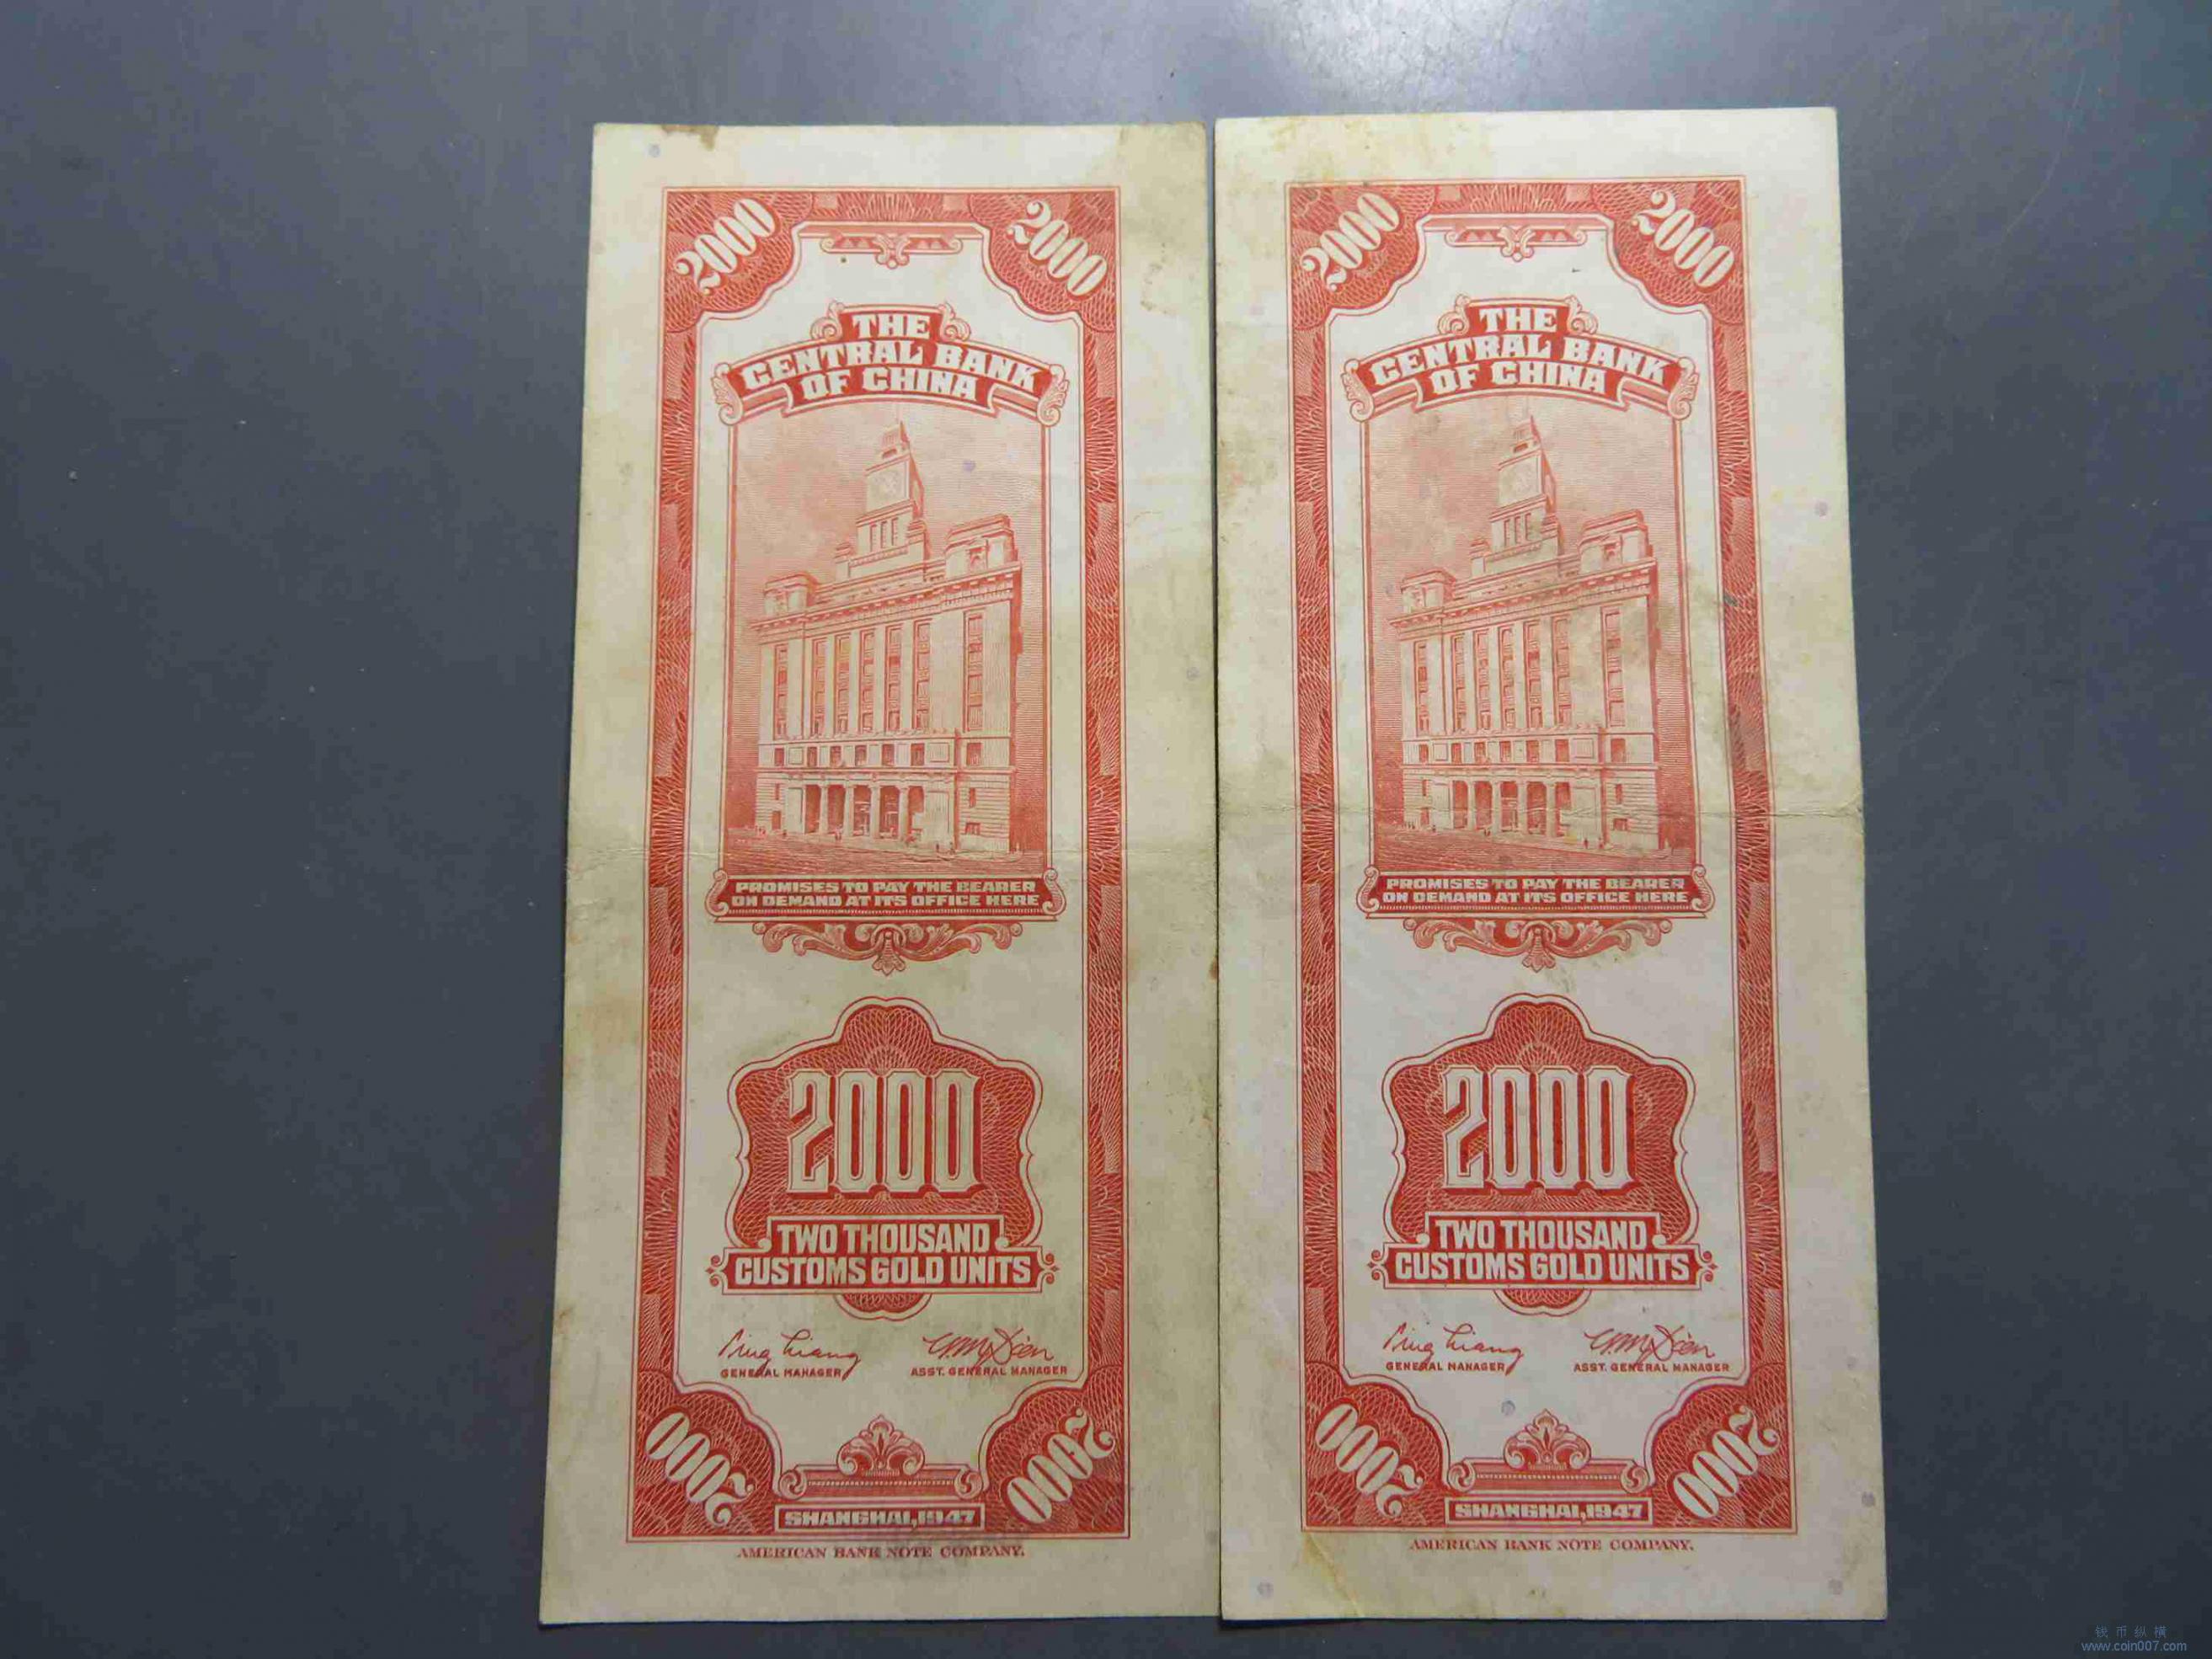 2000 2000
THE
CENTRAL BANK
OF CHINA
PROMISES TO PAY THE BEARER
ON DEMAND AT ITS OFFICE HERE
2000
TWO THOUSAND
CUSTOMS GOLD UNITS
GENERAL MANAGER ASST. GENERAL MANAGER
2000 2000
SHANGHAI, 1947
AMERICAN BANK NOTE COMPANY.
2000 2000
THE
CENTRAL BANK
OF CHINA
PROMISES TO PAY THE BEARER
ON DEMAND AT ITS OFFICE HERE
2000
TWO THOUSAND
CUSTOMS GOLD UNITS
GENERAL MANAGER ASST. GENERAL MANAGER
2000 2000
SHANGHAI, 1947
AMERICAN BANK NOTE COMPANY.
钱币纵横
www.coin007.com